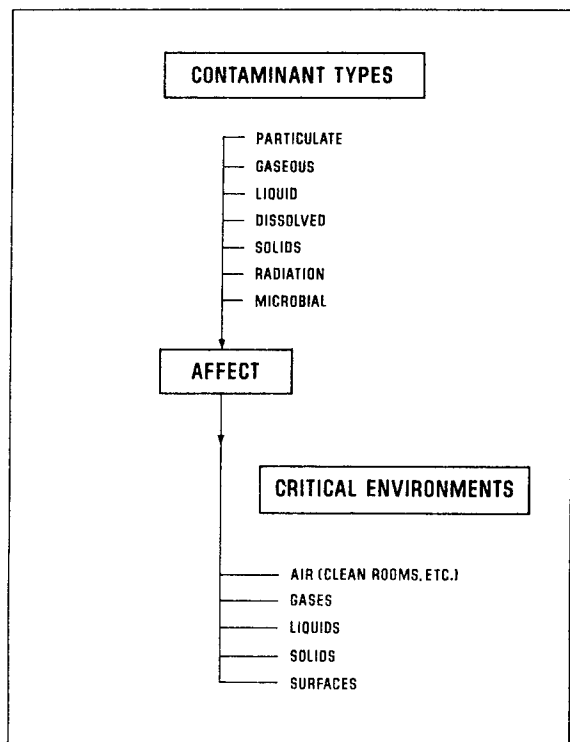 CONTAMINANT TYPES
PARTICULATE
GASEOUS
LIQUID
DISSOLVED
SOLIDS
RADIATION
MICROBIAL
AFFECT
CRITICAL ENVIRONMENTS
AIR (CLEAN ROOMS, ETC.)
GASES
LIQUIDS
SOLIDS
SURFACES